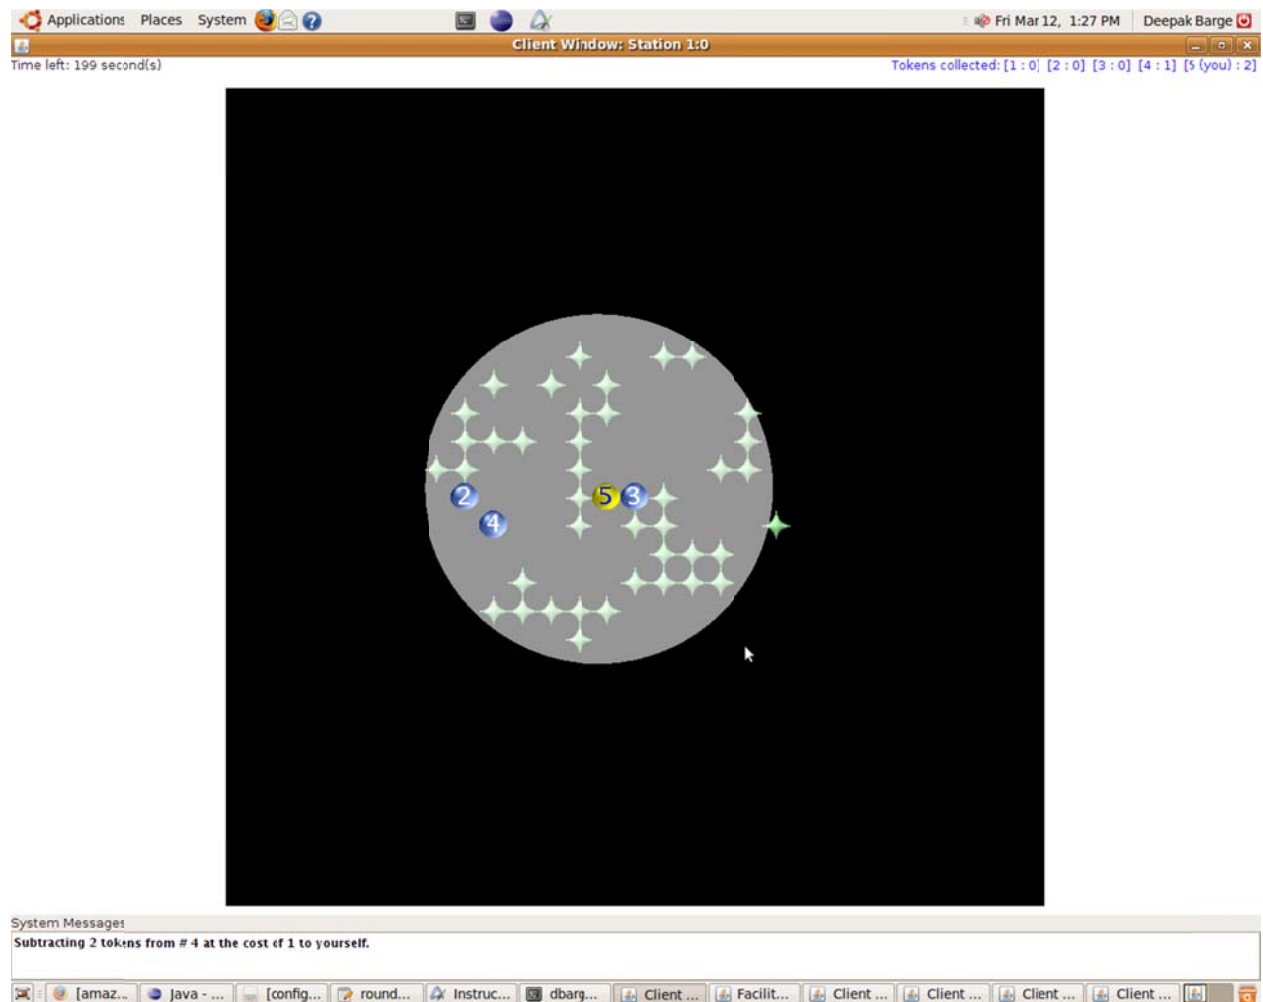 Applications Places System Fri Mar 12, 1:27 PM Deepak Barge
Client Window: Station 1:0
Time left: 199 second(s) Tokens collected: [1 : 0] [2 : 0] [3 : 0] [4 : 1] [5 (you) : 2]
2 5 3
4
System Messages
Subtracting 2 tokens from # 4 at the cost of 1 to yourself.
[amaz... Java - ... [config... round... Instruc... dbarg... Client ... Facilit... Client ... Client ... Client ... Client ...